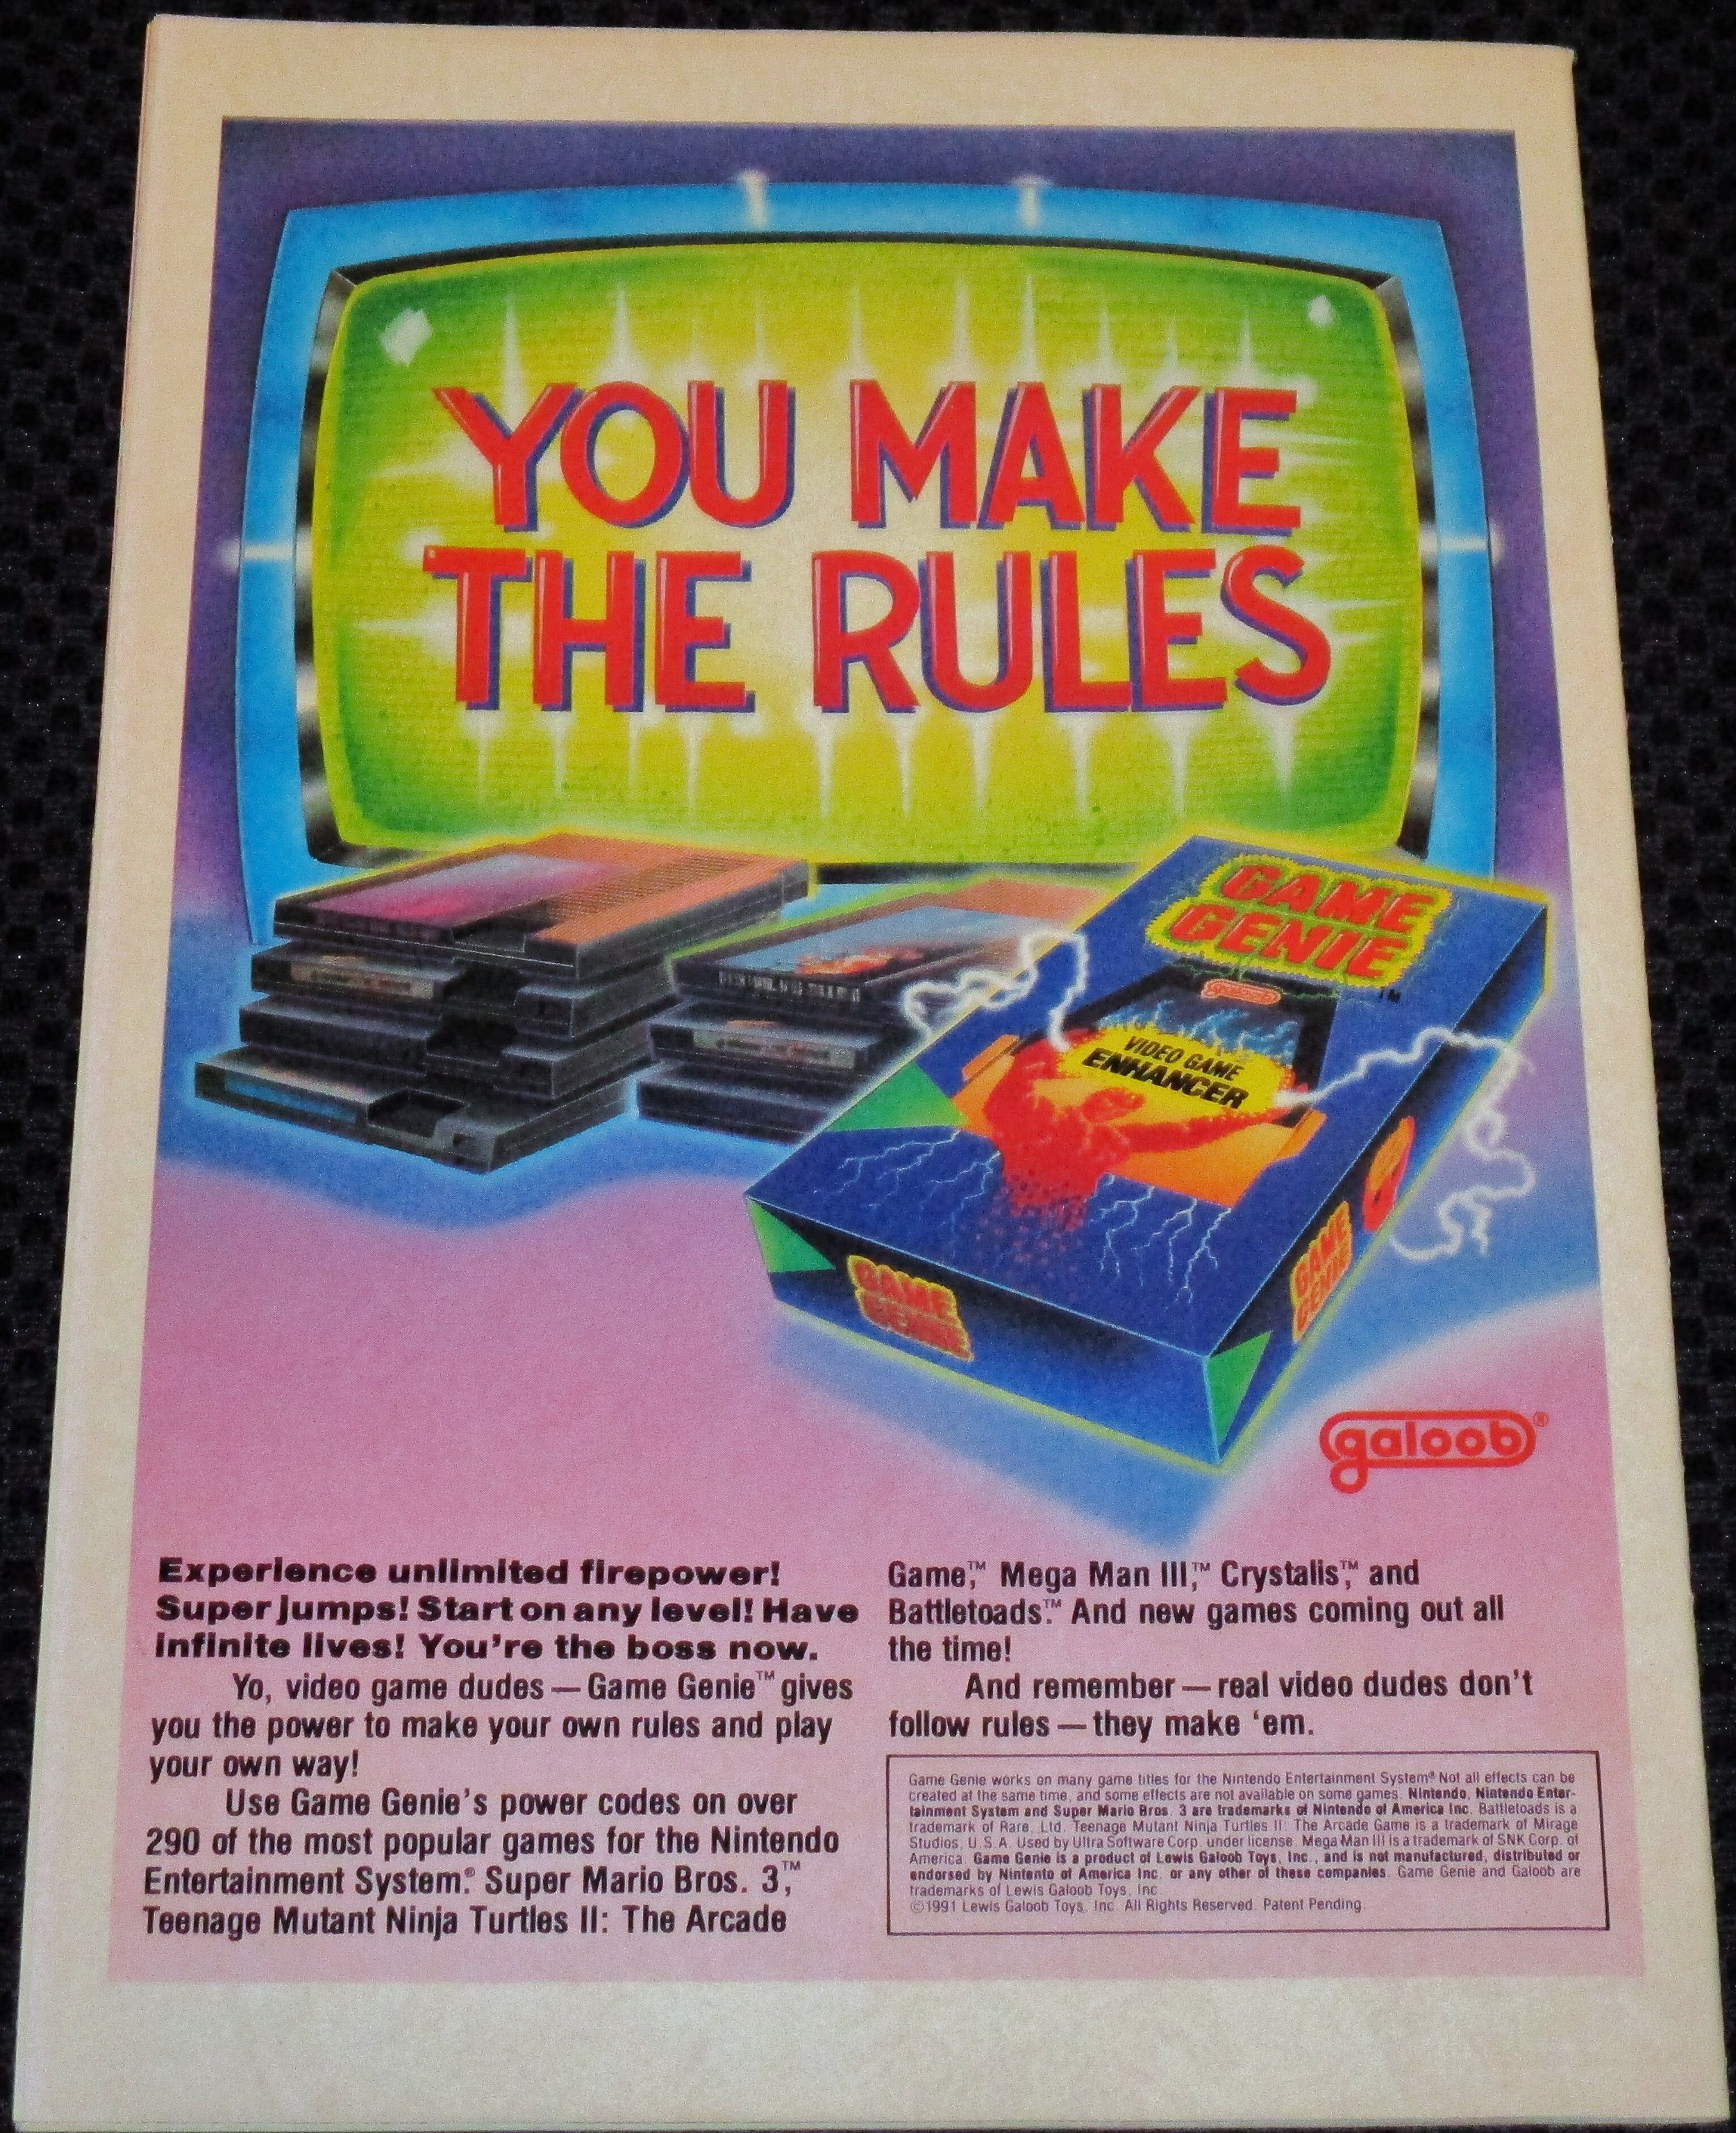 YOU MAKE
THE RULES
GAME
GENIE
TM
galoob
VIDEO GAME
ENHANCER
GAME
GENIE
GAME
GENIE
galoob®
Experience unlimited firepower!
Super jumps! Start on any level! Have
infinite lives! You're the boss now.
Yo, video game dudes — Game Genie™ gives
you the power to make your own rules and play
your own way!
Use Game Genie's power codes on over
290 of the most popular games for the Nintendo
Entertainment System.® Super Mario Bros. 3,™
Teenage Mutant Ninja Turtles II: The Arcade
Game,™ Mega Man III,™ Crystalis,™ and
Battletoads.™ And new games coming out all
the time!
And remember — real video dudes don't
follow rules — they make 'em.
Game Genie works on many game titles for the Nintendo Entertainment System® Not all effects can be
created at the same time, and some effects are not available on some games. Nintendo, Nintendo Enter-
tainment System and Super Mario Bros. 3 are trademarks of Nintendo of America Inc. Battletoads is a
trademark of Rare, Ltd. Teenage Mutant Ninja Turtles II: The Arcade Game is a trademark of Mirage
Studios, U.S.A. Used by Ultra Software Corp. under license. Mega Man III is a trademark of SNK Corp. of
America. Game Genie is a product of Lewis Galoob Toys, Inc., and is not manufactured, distributed or
endorsed by Nintento of America Inc. or any other of these companies. Game Genie and Galoob are
trademarks of Lewis Galoob Toys, Inc.
©1991 Lewis Galoob Toys, Inc. All Rights Reserved. Patent Pending.